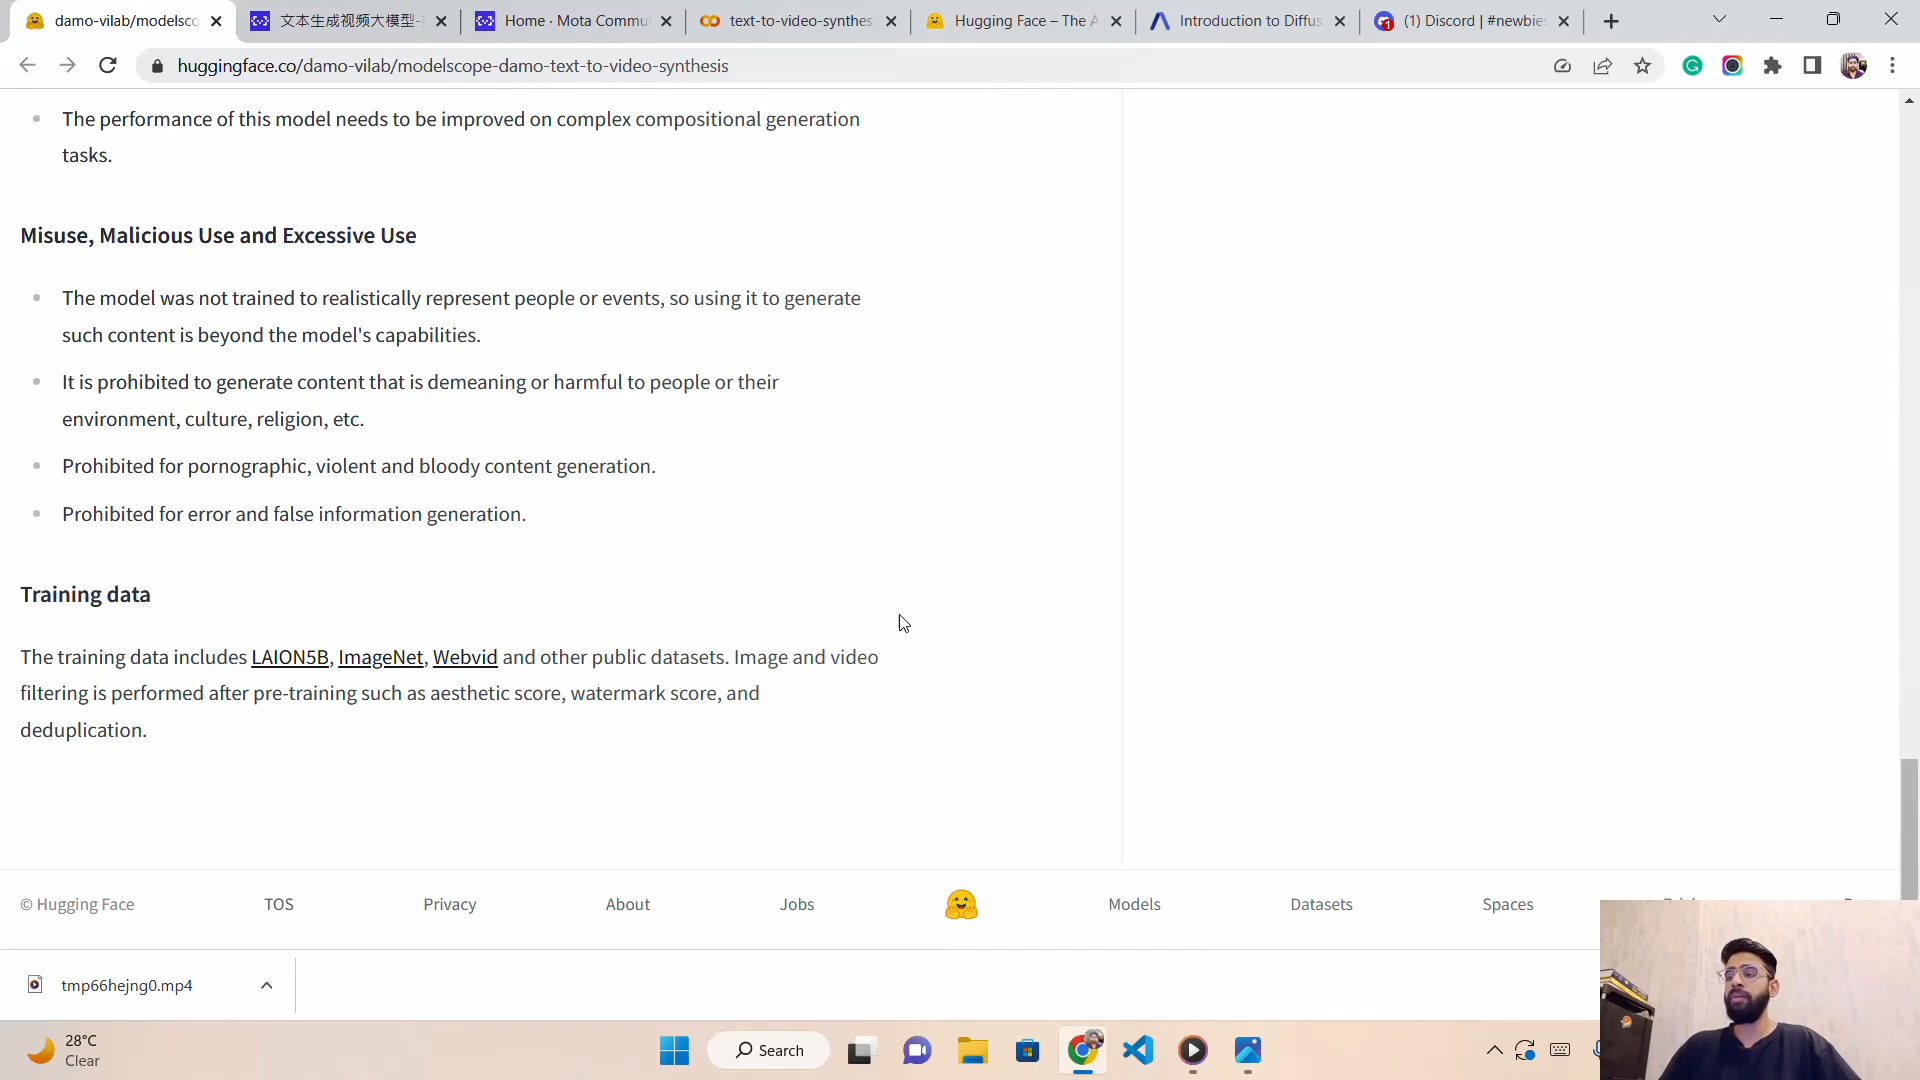 damo-vilab/modelsco
文本生成视频大模型-
Home · Mota Commu
text-to-video-synthes
Hugging Face – The A
Introduction to Diffus
(1) Discord | #newbie
huggingface.co/damo-vilab/modelscope-damo-text-to-video-synthesis
The performance of this model needs to be improved on complex compositional generation
tasks.
Misuse, Malicious Use and Excessive Use
The model was not trained to realistically represent people or events, so using it to generate
such content is beyond the model's capabilities.
It is prohibited to generate content that is demeaning or harmful to people or their
environment, culture, religion, etc.
Prohibited for pornographic, violent and bloody content generation.
Prohibited for error and false information generation.
Training data
The training data includes LAION5B, ImageNet, Webvid and other public datasets. Image and video
filtering is performed after pre-training such as aesthetic score, watermark score, and
deduplication.
© Hugging Face
TOS
Privacy
About
Jobs
Models
Datasets
Spaces
tmp66hejng0.mp4
28°C
Clear
Search